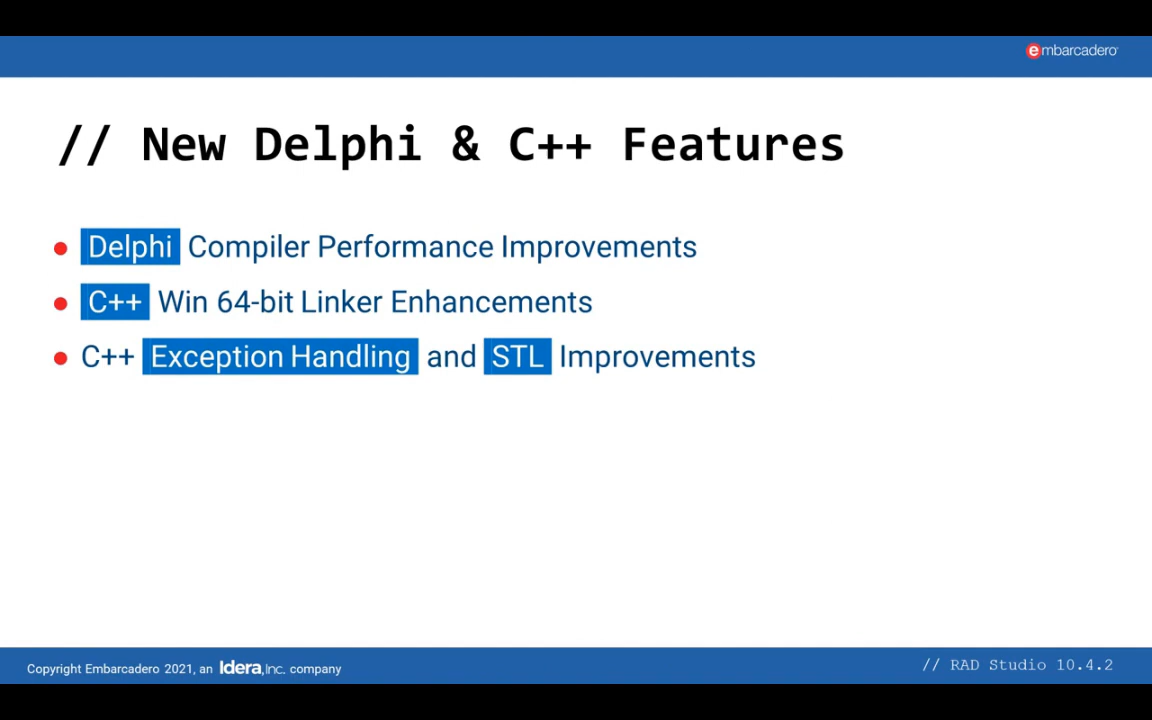 embarcadero
// New Delphi & C++ Features
Delphi Compiler Performance Improvements
C++ Win 64-bit Linker Enhancements
C++ Exception Handling and STL Improvements
Copyright Embarcadero 2021, an Idera, Inc. company
// RAD Studio 10.4.2